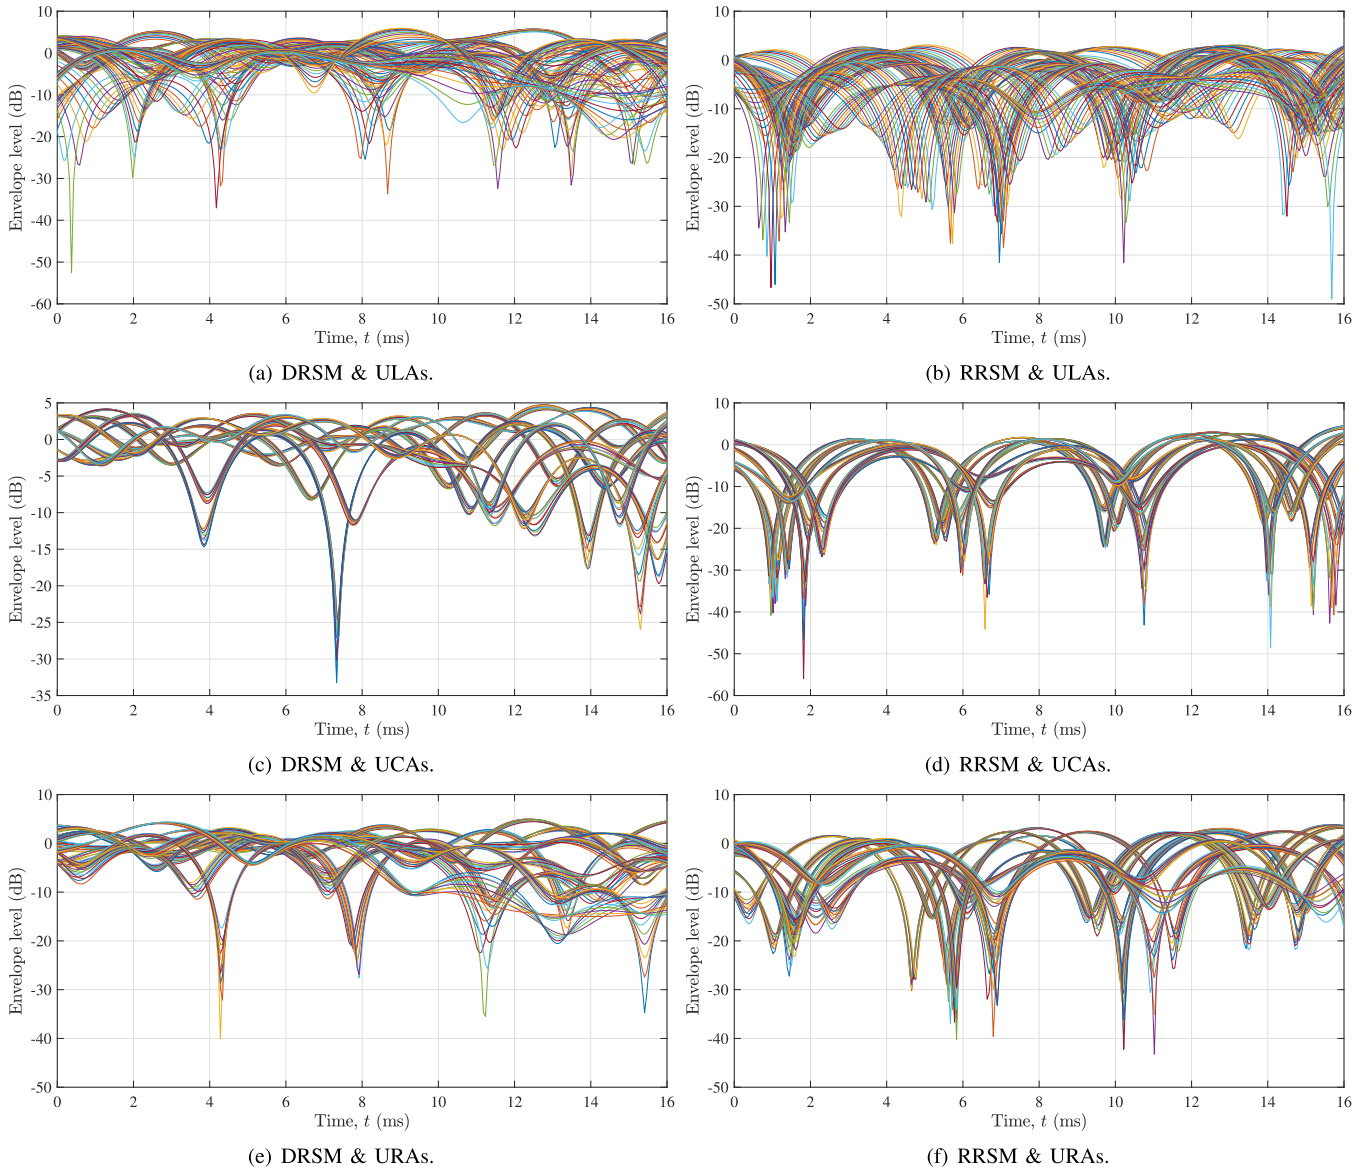 10
0
-10
-20
-30
-40
-50
-60
Envelope level (dB)
0 2 4 6 8 10 12 14 16
Time, t (ms)
(a) DRSM & ULAs.
10
0
-10
-20
-30
-40
-50
Envelope level (dB)
0 2 4 6 8 10 12 14 16
Time, t (ms)
(b) RRSM & ULAs.
5
0
-5
-10
-15
-20
-25
-30
-35
Envelope level (dB)
0 2 4 6 8 10 12 14 16
Time, t (ms)
(c) DRSM & UCAs.
10
0
-10
-20
-30
-40
-50
-60
Envelope level (dB)
0 2 4 6 8 10 12 14 16
Time, t (ms)
(d) RRSM & UCAs.
10
0
-10
-20
-30
-40
-50
Envelope level (dB)
0 2 4 6 8 10 12 14 16
Time, t (ms)
(e) DRSM & URAs.
10
0
-10
-20
-30
-40
-50
Envelope level (dB)
0 2 4 6 8 10 12 14 16
Time, t (ms)
(f) RRSM & URAs.